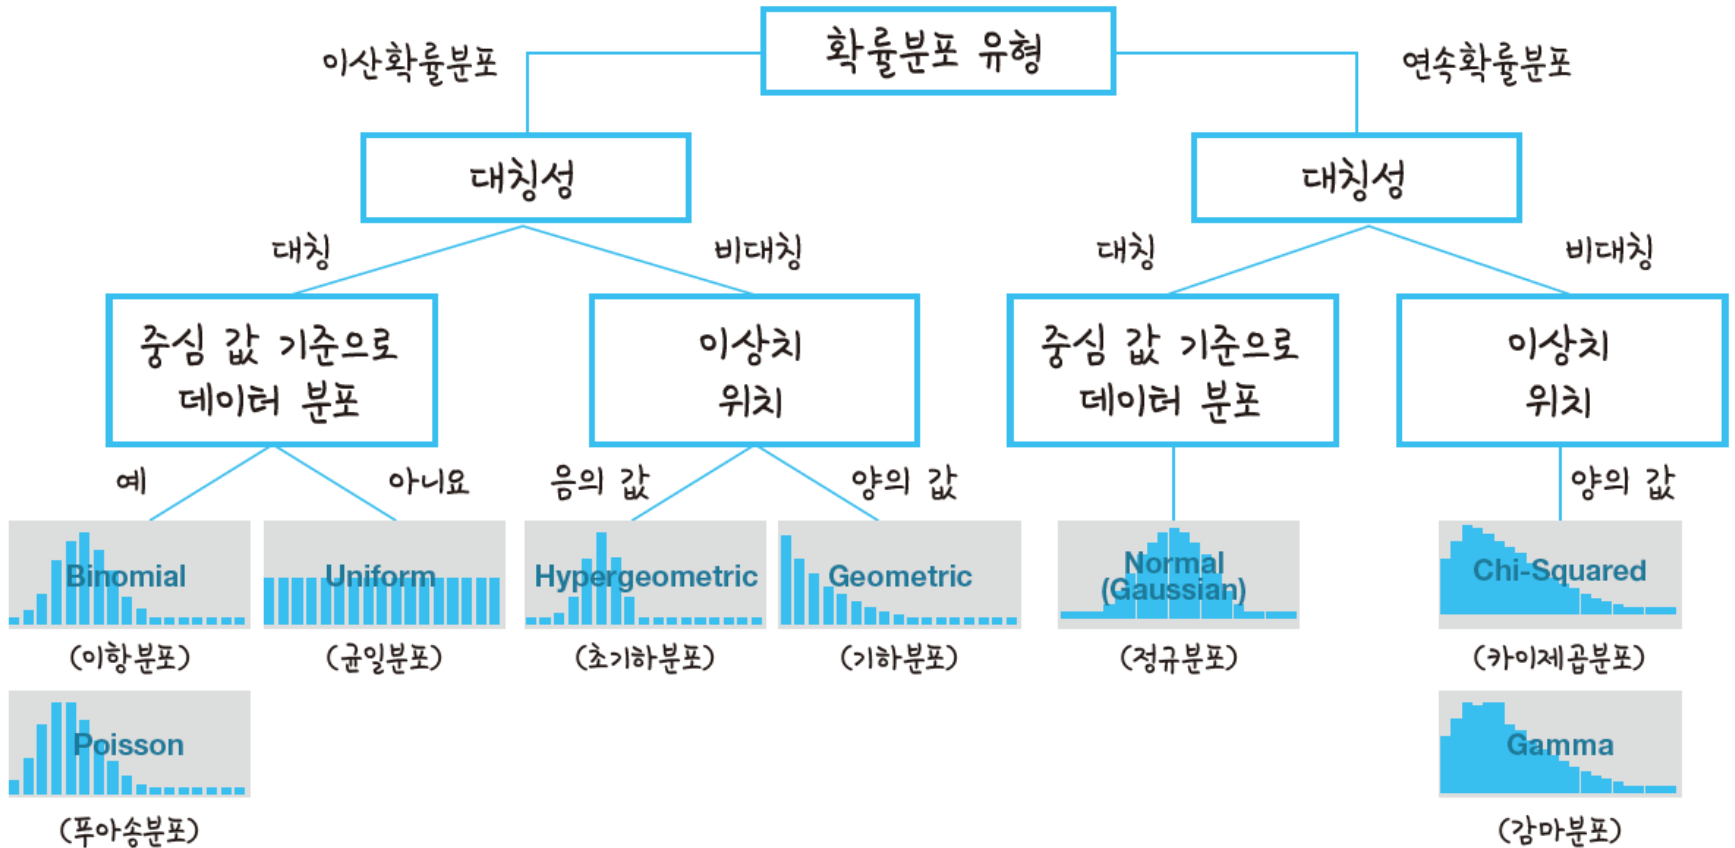 확률분포 유형
이산확률분포
연속확률분포
대칭성
대칭성
대칭
비대칭
대칭
비대칭
중심 값 기준으로
데이터 분포
이상치
위치
중심 값 기준으로
데이터 분포
이상치
위치
예
아니요
음의 값
양의 값
양의 값
Binomial
(이항분포)
Uniform
(균일분포)
Hypergeometric
(초기하분포)
Geometric
(기하분포)
Normal
(Gaussian)
(정규분포)
Chi-Squared
(카이제곱분포)
Poisson
(푸아송분포)
Gamma
(감마분포)